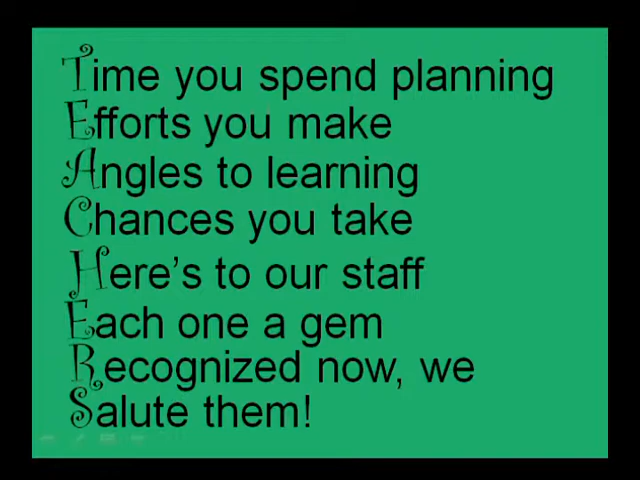 Time you spend planning
Efforts you make
Angles to learning
Chances you take
Here's to our staff
Each one a gem
Recognized now, we
Salute them!